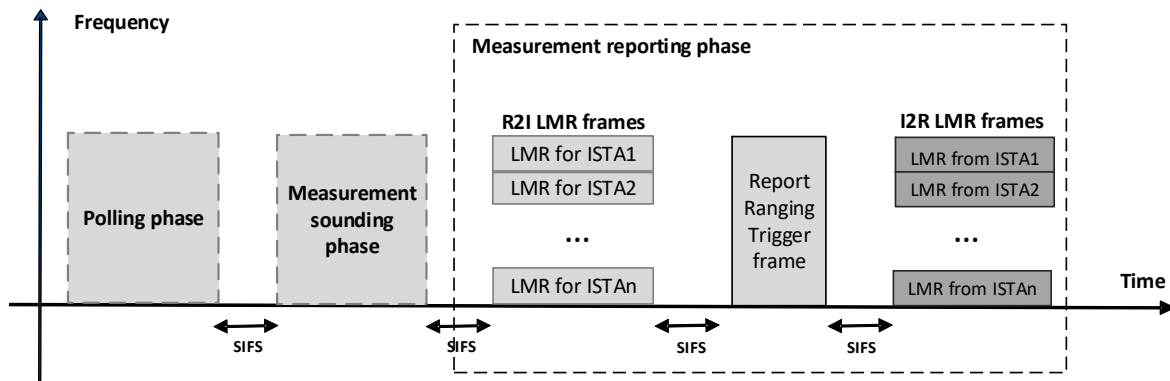 Frequency
Measurement reporting phase
Polling phase
Measurement
sounding
phase
R2I LMR frames
LMR for ISTA1
LMR for ISTA2
...
LMR for ISTAn
Report
Ranging
Trigger
frame
I2R LMR frames
LMR from ISTA1
LMR from ISTA2
...
LMR from ISTAn
Time
SIFS
SIFS
SIFS
SIFS